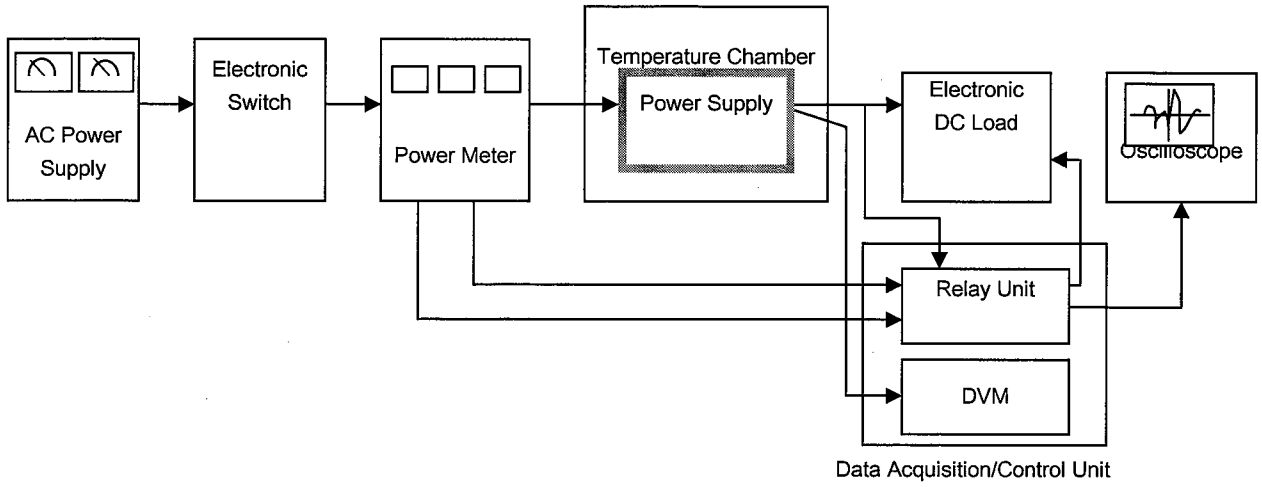 AC Power
Supply
Electronic
Switch
Power Meter
Temperature Chamber
Power Supply
Electronic
DC Load
Oscilloscope
Relay Unit
DVM
Data Acquisition/Control Unit